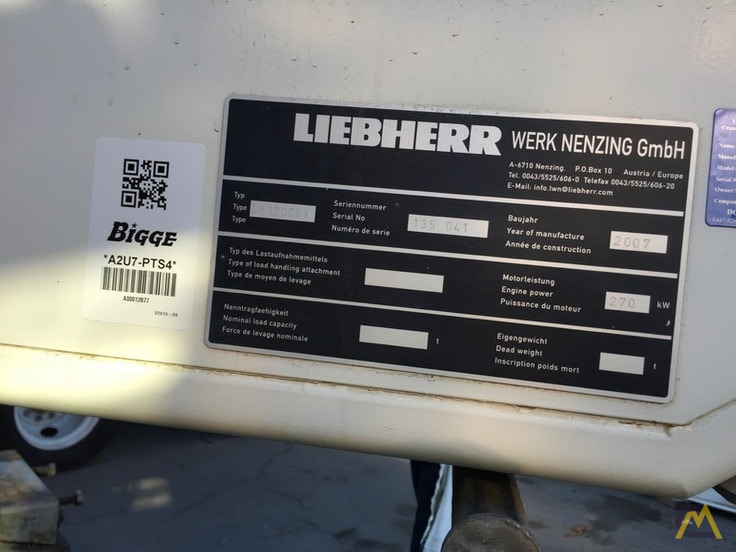 LIEBHERR WERK NENZING GmbH
A-6710 Nenzing. P.O.Box 10 Austria / Europe
Tel. 0043/5525/606-0 Telefax 0043/5525/606-20
E-Mail: info.lwn@liebherr.com
Typ
Type
Type
Seriennummer
Serial No
Numéro de serie
135 041
Baujahr
Year of manufacture
Année de construction
2007
Typ des Lastaufnahmemittels
Type of load handling attachment
Type de moyen de levage
Motorleistung
Engine power
Puissance du moteur
270 kW
Nenntragfaehigkeit
Nominal load capacity
Force de levage nominale
t
Eigengewicht
Dead weight
Inscription poids mort
t
BIGGE
*A2U7-PTS4*
A00012877